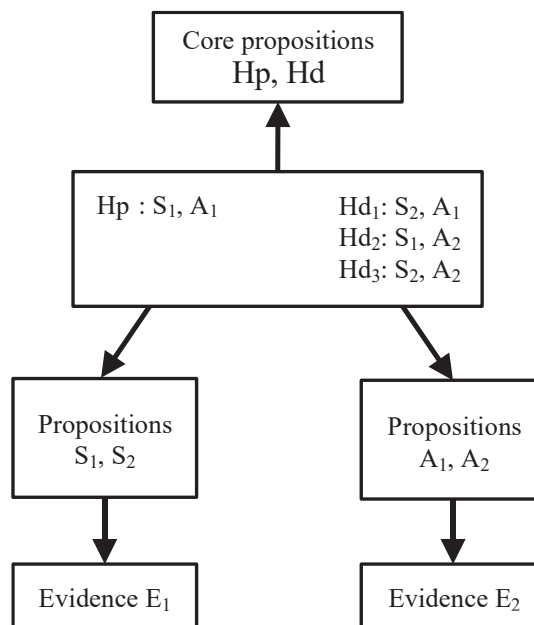 Core propositions
Hp, Hd
Hp : S₁, A₁
Hd₁: S₂, A₁
Hd₂: S₁, A₂
Hd₃: S₂, A₂
Propositions
S₁, S₂
Propositions
A₁, A₂
Evidence E₁
Evidence E₂